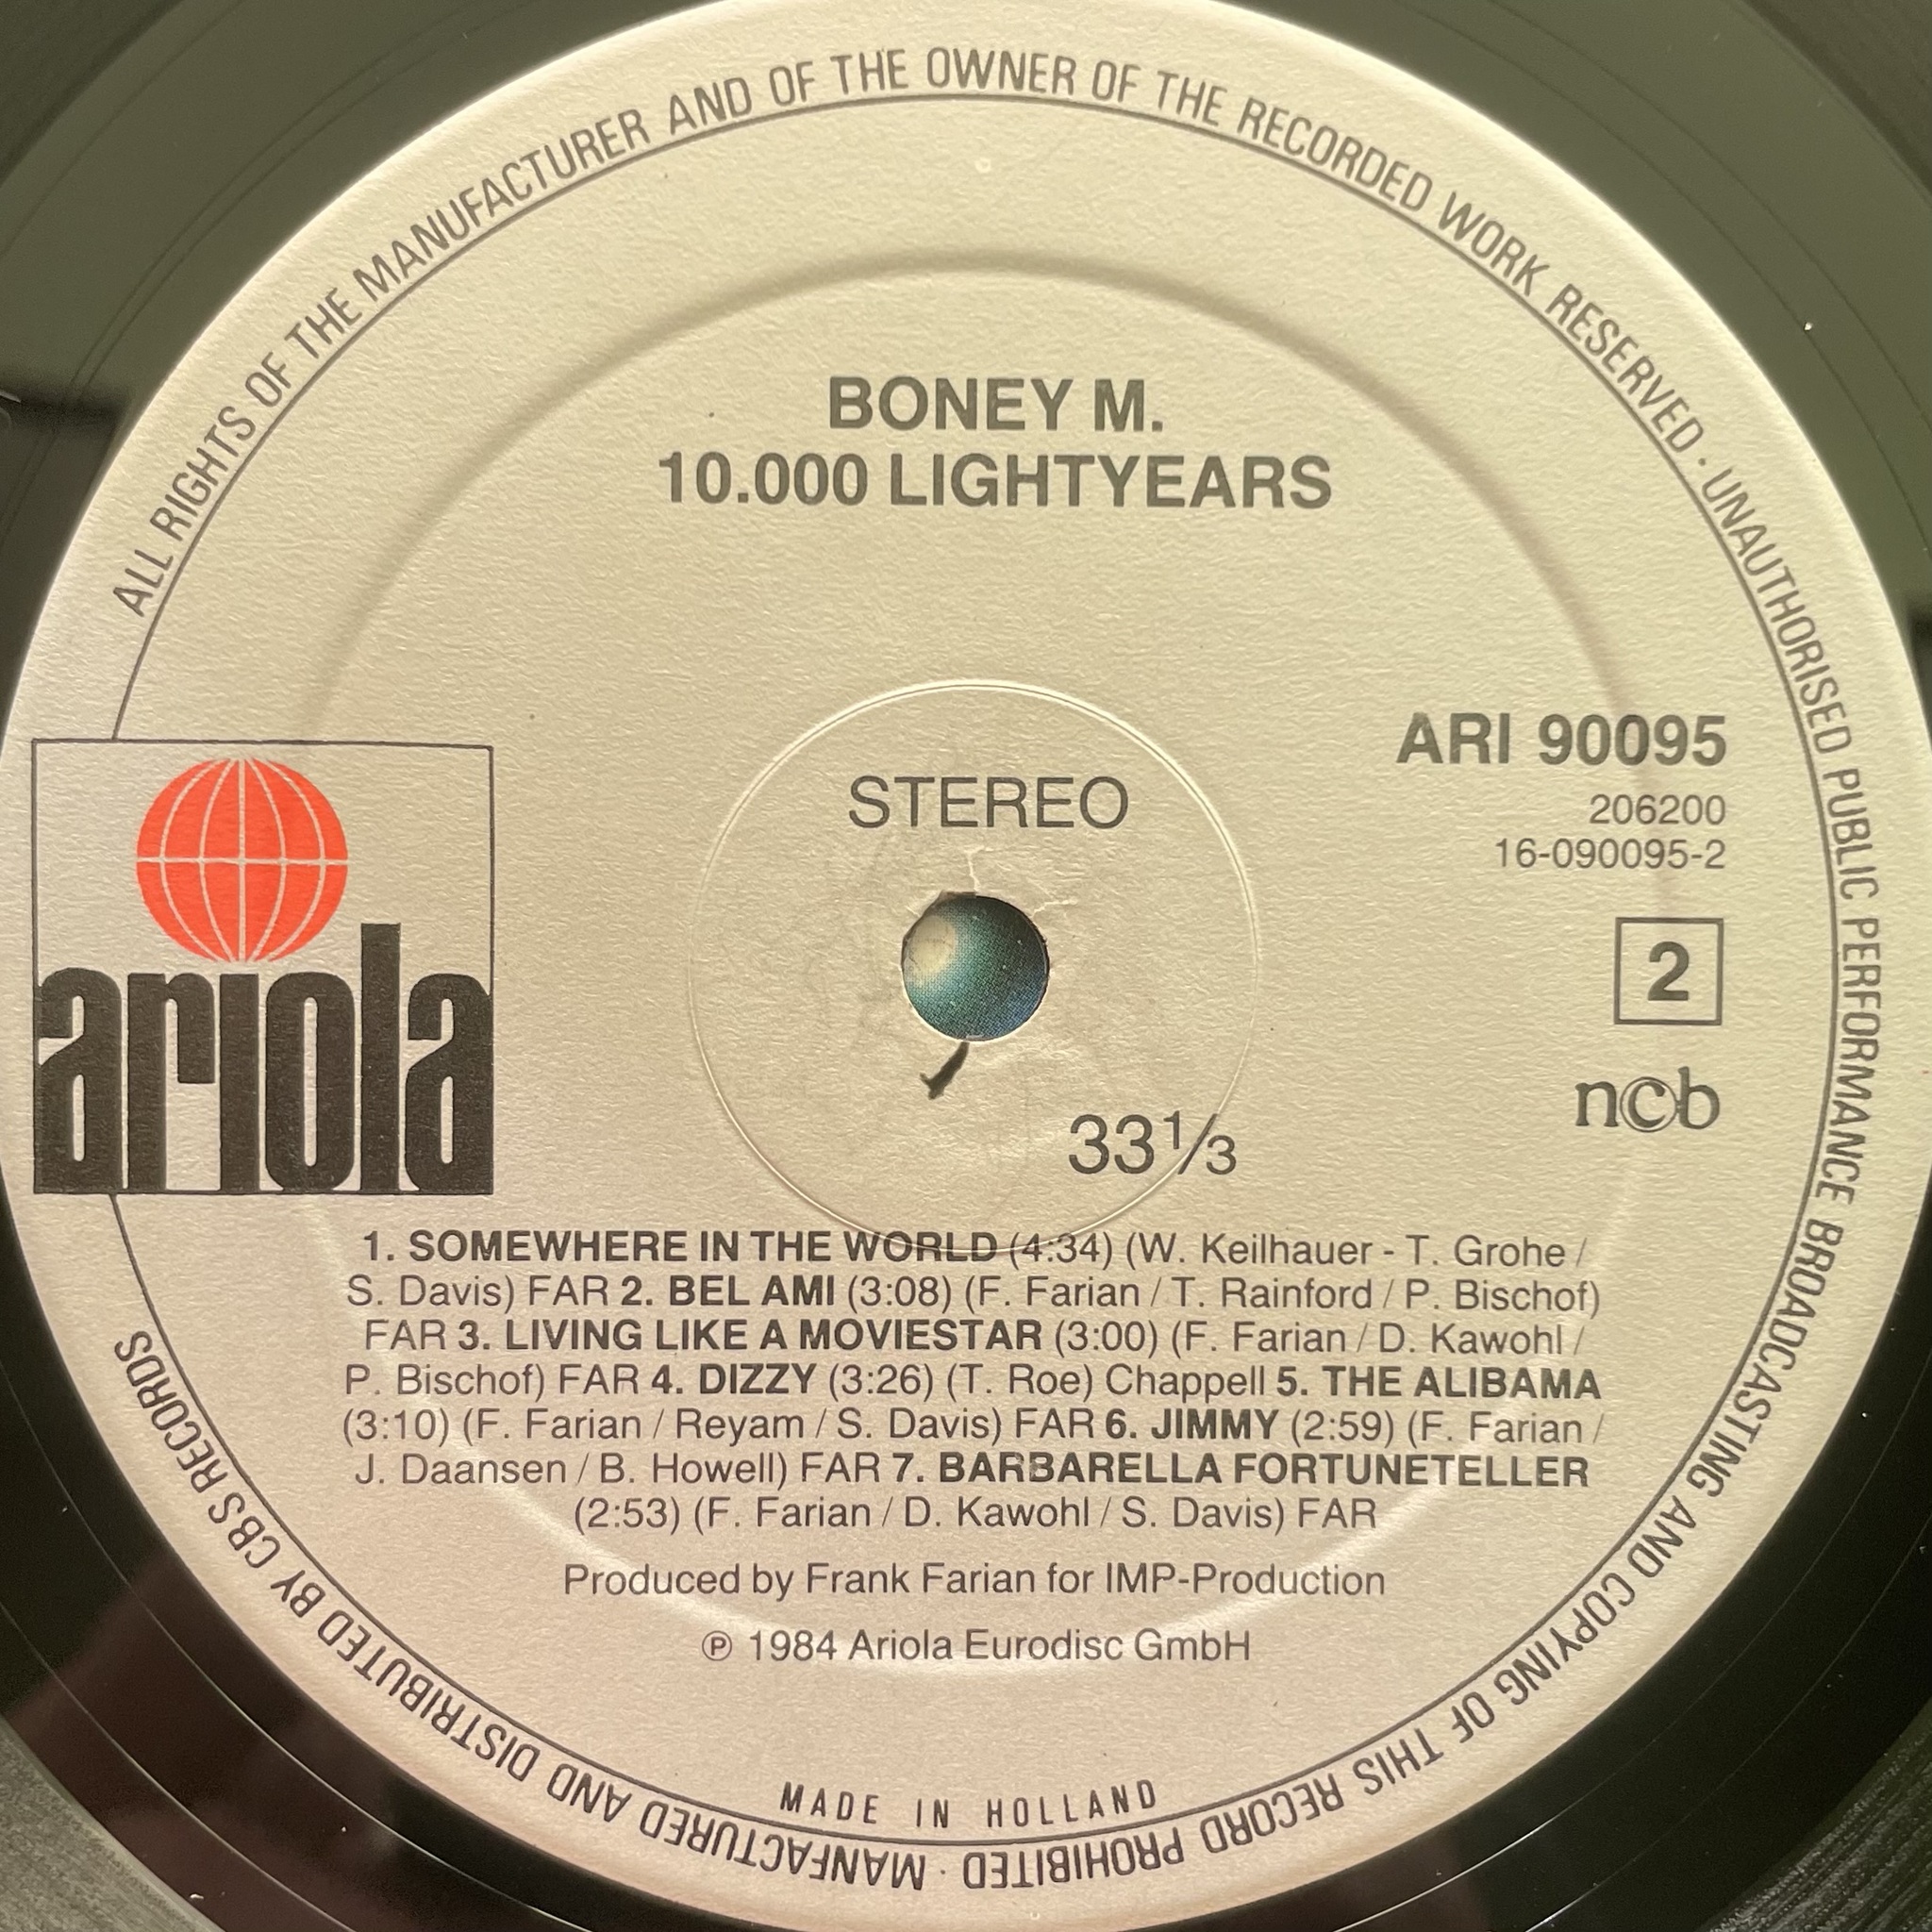 ALL RIGHTS OF THE MANUFACTURER AND OF THE OWNER OF THE RECORDED WORK RESERVED · UNAUTHORISED PUBLIC PERFORMANCE BROADCASTING AND COPYING OF THIS RECORD PROHIBITED · MANFACTURED AND DISTRIBUTED BY CBS RECORDS
BONEY M.
10.000 LIGHTYEARS
ARI 90095
206200
16-090095-2
STEREO
2
ncb
ariola
33 1/3
1. SOMEWHERE IN THE WORLD (4:34) (W. Keilhauer - T. Grohe /
S. Davis) FAR 2. BEL AMI (3:08) (F. Farian / T. Rainford / P. Bischof)
FAR 3. LIVING LIKE A MOVIESTAR (3:00) (F. Farian / D. Kawohl /
P. Bischof) FAR 4. DIZZY (3:26) (T. Roe) Chappell 5. THE ALIBAMA
(3:10) (F. Farian / Reyam / S. Davis) FAR 6. JIMMY (2:59) (F. Farian /
J. Daansen / B. Howell) FAR 7. BARBARELLA FORTUNETELLER
(2:53) (F. Farian / D. Kawohl / S. Davis) FAR
Produced by Frank Farian for IMP-Production
℗ 1984 Ariola Eurodisc GmbH
MADE IN HOLLAND